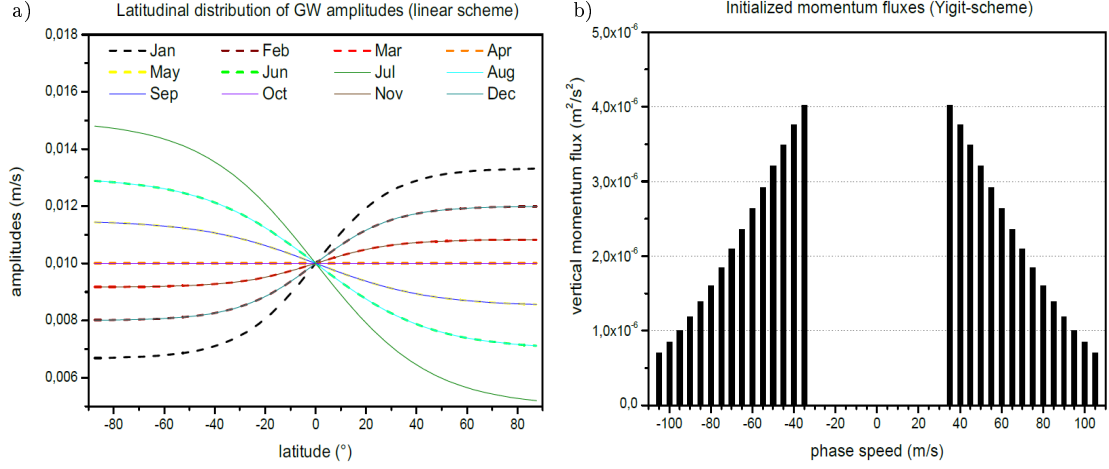 a)
Latitudinal distribution of GW amplitudes (linear scheme)
0,018
0,016
0,014
0,012
0,010
0,008
0,006
amplitudes (m/s)
Jan Feb Mar Apr
May Jun Jul Aug
Sep Oct Nov Dec
-80 -60 -40 -20 0 20 40 60 80
latitude (°)
b)
Initialized momentum fluxes (Yigit-scheme)
5,0x10⁻⁶
4,0x10⁻⁶
3,0x10⁻⁶
2,0x10⁻⁶
1,0x10⁻⁶
0,0
vertical momentum flux (m²/s²)
-100 -80 -60 -40 -20 0 20 40 60 80 100
phase speed (m/s)